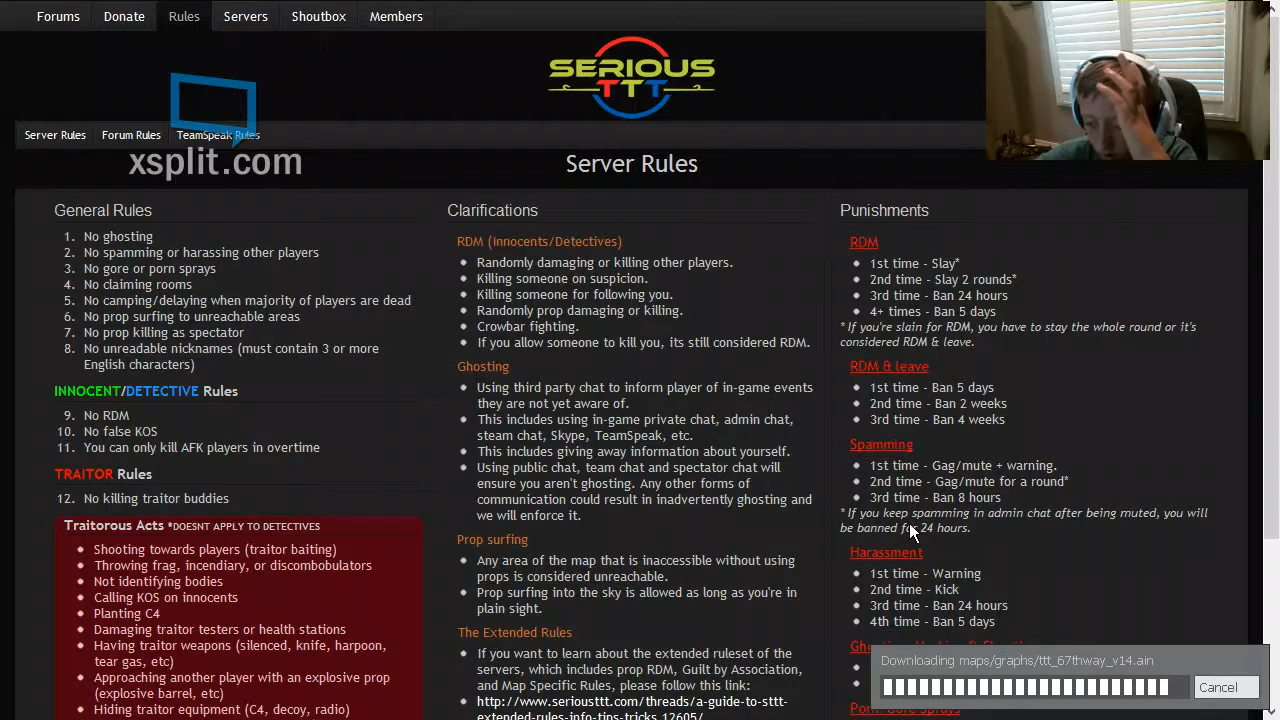 Forums Donate Rules Servers Shoutbox Members
SERIOUS
TTT
Server Rules Forum Rules TeamSpeak Rules
xsplit.com
Server Rules
General Rules
1. No ghosting
2. No spamming or harassing other players
3. No gore or porn sprays
4. No claiming rooms
5. No camping/delaying when majority of players are dead
6. No prop surfing to unreachable areas
7. No prop killing as spectator
8. No unreadable nicknames (must contain 3 or more
English characters)
INNOCENT/DETECTIVE Rules
9. No RDM
10. No false KOS
11. You can only kill AFK players in overtime
TRAITOR Rules
12. No killing traitor buddies
Traitorous Acts *DOESNT APPLY TO DETECTIVES
Shooting towards players (traitor baiting)
Throwing frag, incendiary, or discombobulators
Not identifying bodies
Calling KOS on innocents
Planting C4
Damaging traitor testers or health stations
Having traitor weapons (silenced, knife, harpoon,
tear gas, etc)
Approaching another player with an explosive prop
(explosive barrel, etc)
Hiding traitor equipment (C4, decoy, radio)
Clarifications
RDM (Innocents/Detectives)
Randomly damaging or killing other players.
Killing someone on suspicion.
Killing someone for following you.
Randomly prop damaging or killing.
Crowbar fighting.
If you allow someone to kill you, its still considered RDM.
Ghosting
Using third party chat to inform player of in-game events
they are not yet aware of.
This includes using in-game private chat, admin chat,
steam chat, Skype, TeamSpeak, etc.
This includes giving away information about yourself.
Using public chat, team chat and spectator chat will
ensure you aren't ghosting. Any other forms of
communication could result in inadvertently ghosting and
we will enforce it.
Prop surfing
Any area of the map that is inaccessible without using
props is considered unreachable.
Prop surfing into the sky is allowed as long as you're in
plain sight.
The Extended Rules
If you want to learn about the extended ruleset of the
servers, which includes prop RDM, Guilt by Association,
and Map Specific Rules, please follow this link:
http://www.seriousttt.com/threads/a-guide-to-sttt-
extended-rules-info-tips-tricks.12605/
Punishments
RDM
1st time - Slay*
2nd time - Slay 2 rounds*
3rd time - Ban 24 hours
4+ times - Ban 5 days
*If you're slain for RDM, you have to stay the whole round or it's
considered RDM & leave.
RDM & leave
1st time - Ban 5 days
2nd time - Ban 2 weeks
3rd time - Ban 4 weeks
Spamming
1st time - Gag/mute + warning.
2nd time - Gag/mute for a round*
3rd time - Ban 8 hours
*If you keep spamming in admin chat after being muted, you will
be banned for 24 hours.
Harassment
1st time - Warning
2nd time - Kick
3rd time - Ban 24 hours
4th time - Ban 5 days
Downloading maps/graphs/ttt_67thway_v14.ain
Cancel